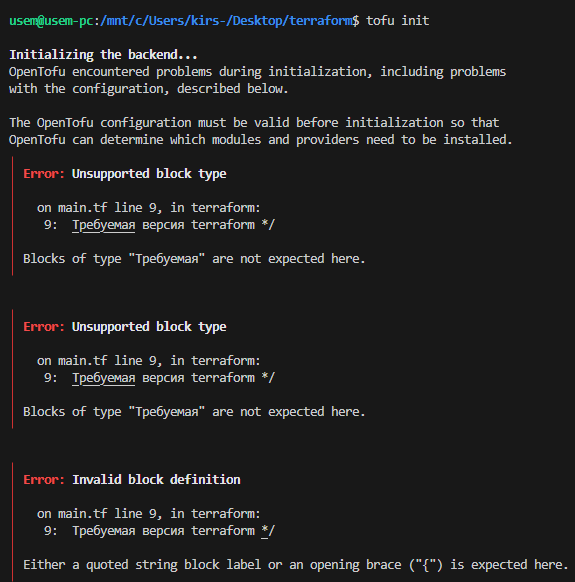 usem@usem-pc:/mnt/c/Users/kirs-/Desktop/terraform$ tofu init
Initializing the backend...
OpenTofu encountered problems during initialization, including problems
with the configuration, described below.
The OpenTofu configuration must be valid before initialization so that
OpenTofu can determine which modules and providers need to be installed.
Error: Unsupported block type
on main.tf line 9, in terraform:
9: Требуемая версия terraform */
Blocks of type "Требуемая" are not expected here.
Error: Unsupported block type
on main.tf line 9, in terraform:
9: Требуемая версия terraform */
Blocks of type "Требуемая" are not expected here.
Error: Invalid block definition
on main.tf line 9, in terraform:
9: Требуемая версия terraform */
Either a quoted string block label or an opening brace ("{") is expected here.